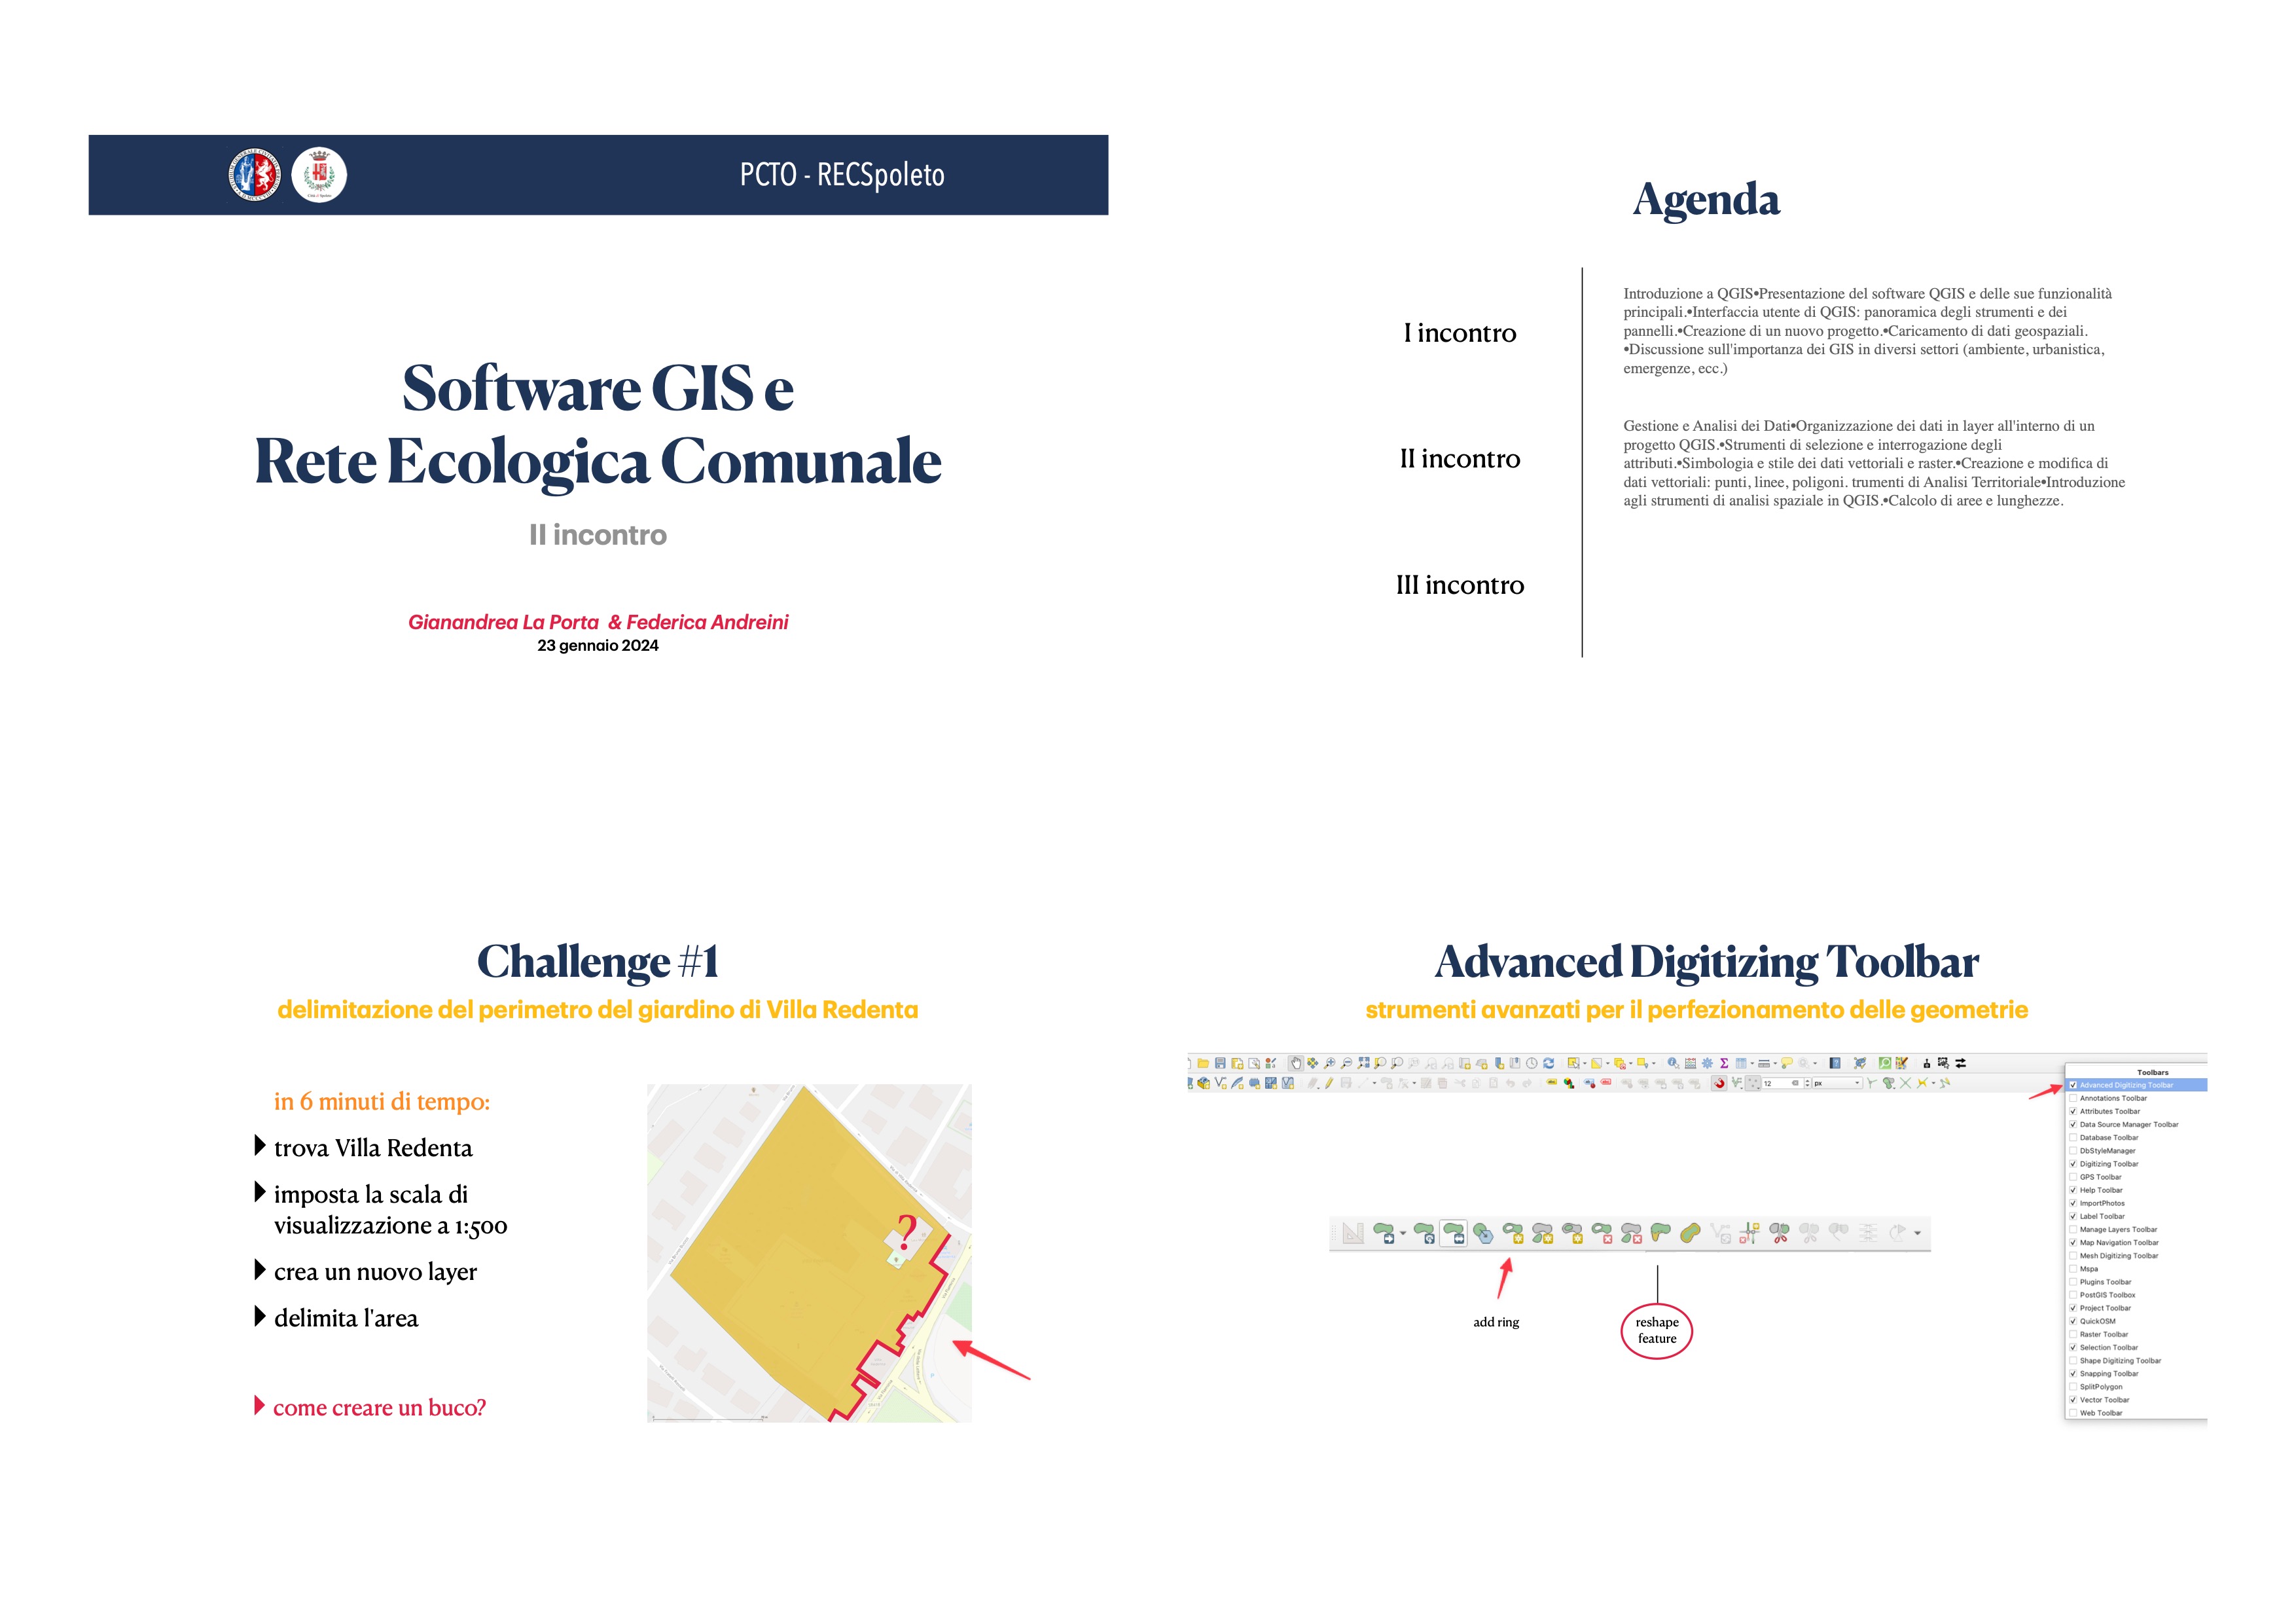 PCTO - RECSpoleto
Software GIS e
Rete Ecologica Comunale
II incontro
Gianandrea La Porta & Federica Andreini
23 gennaio 2024
Agenda
I incontro
Introduzione a QGIS•Presentazione del software QGIS e delle sue funzionalità
principali.•Interfaccia utente di QGIS: panoramica degli strumenti e dei
pannelli.•Creazione di un nuovo progetto.•Caricamento di dati geospaziali.
•Discussione sull'importanza dei GIS in diversi settori (ambiente, urbanistica,
emergenze, ecc.)
II incontro
Gestione e Analisi dei Dati•Organizzazione dei dati in layer all'interno di un
progetto QGIS.•Strumenti di selezione e interrogazione degli
attributi.•Simbologia e stile dei dati vettoriali e raster.•Creazione e modifica di
dati vettoriali: punti, linee, poligoni. trumenti di Analisi Territoriale•Introduzione
agli strumenti di analisi spaziale in QGIS.•Calcolo di aree e lunghezze.
III incontro
Challenge #1
delimitazione del perimetro del giardino di Villa Redenta
in 6 minuti di tempo:
trova Villa Redenta
imposta la scala di
visualizzazione a 1:500
crea un nuovo layer
delimita l'area
come creare un buco?
?
Advanced Digitizing Toolbar
strumenti avanzati per il perfezionamento delle geometrie
12
px
Toolbars
Advanced Digitizing Toolbar
Annotations Toolbar
Attributes Toolbar
Data Source Manager Toolbar
Database Toolbar
DbStyleManager
Digitizing Toolbar
GPS Toolbar
Help Toolbar
ImportPhotos
Label Toolbar
Manage Layers Toolbar
Map Navigation Toolbar
Mesh Digitizing Toolbar
Mspa
Plugins Toolbar
PostGIS Toolbox
Project Toolbar
QuickOSM
Raster Toolbar
Selection Toolbar
Shape Digitizing Toolbar
Snapping Toolbar
SplitPolygon
Vector Toolbar
Web Toolbar
add ring
reshape
feature